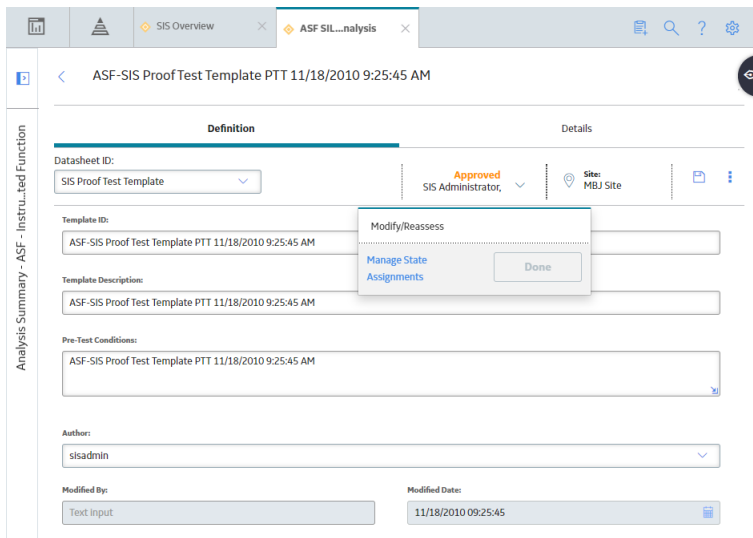 SIS Overview
ASF SIL...nalysis
ASF-SIS Proof Test Template PTT 11/18/2010 9:25:45 AM
Analysis Summary - ASF - Instru...ted Function
Definition
Details
Datasheet ID:
SIS Proof Test Template
Approved
SIS Administrator,
Site:
MBJ Site
Template ID:
ASF-SIS Proof Test Template PTT 11/18/2010 9:25:45 AM
Modify/Reassess
Manage State
Assignments
Done
Template Description:
ASF-SIS Proof Test Template PTT 11/18/2010 9:25:45 AM
Pre-Test Conditions:
ASF-SIS Proof Test Template PTT 11/18/2010 9:25:45 AM
Author:
sisadmin
Modified By:
Text input
Modified Date:
11/18/2010 09:25:45